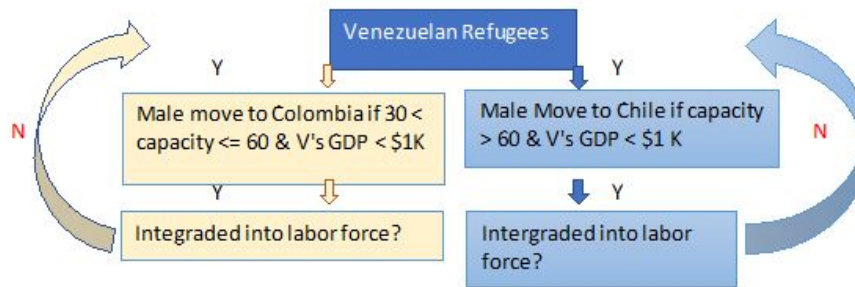 Venezuelan Refugees
Y
Y
Male move to Colombia if 30 <
capacity <= 60 & V's GDP < $1K
Male Move to Chile if capacity
> 60 & V's GDP < $1 K
N
N
Y
Y
Integraded into labor force?
Intergraded into labor
force?